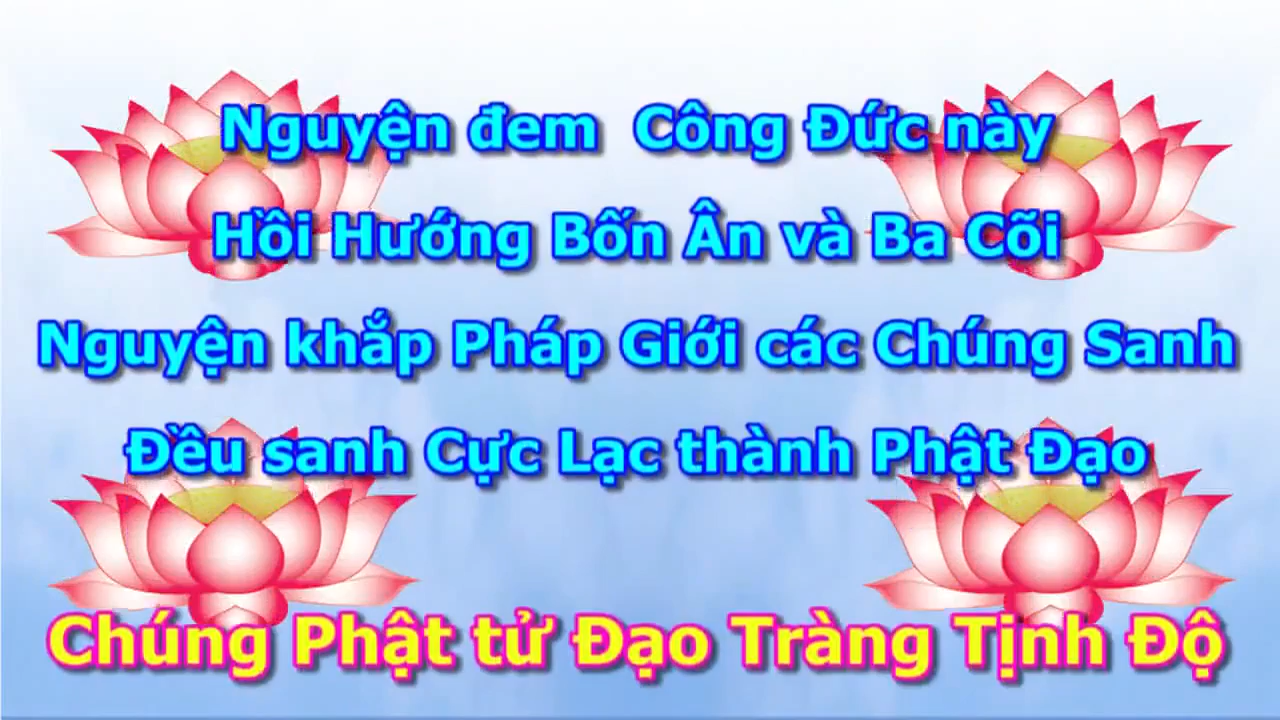 Nguyện đem Công Đức này
Hồi Hướng Bốn Ân và Ba Cõi
Nguyện khắp Pháp Giới các Chúng Sanh
Đều sanh Cực Lạc thành Phật Đạo
Chúng Phật tử Đạo Tràng Tịnh Độ